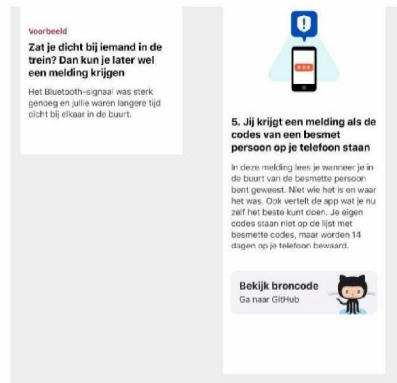 Voorbeeld
Zat je dicht bij iemand in de
trein? Dan kun je later wel
een melding krijgen
Het Bluetooth-signaal was sterk
genoeg en jullie waren langere tijd
dicht bij elkaar in de buurt.
5. Jij krijgt een melding als de
codes van een besmet
persoon op je telefoon staan
In deze melding lees je wanneer je in
de buurt van de besmette persoon
bent geweest. Niet wie het is en waar
het was. Ook vertelt de app wat je nu
zelf het beste kunt doen. Je eigen
codes staan niet op de lijst met
besmette codes, maar worden 14
dagen op je telefoon bewaard.
Bekijk broncode
Ga naar GitHub